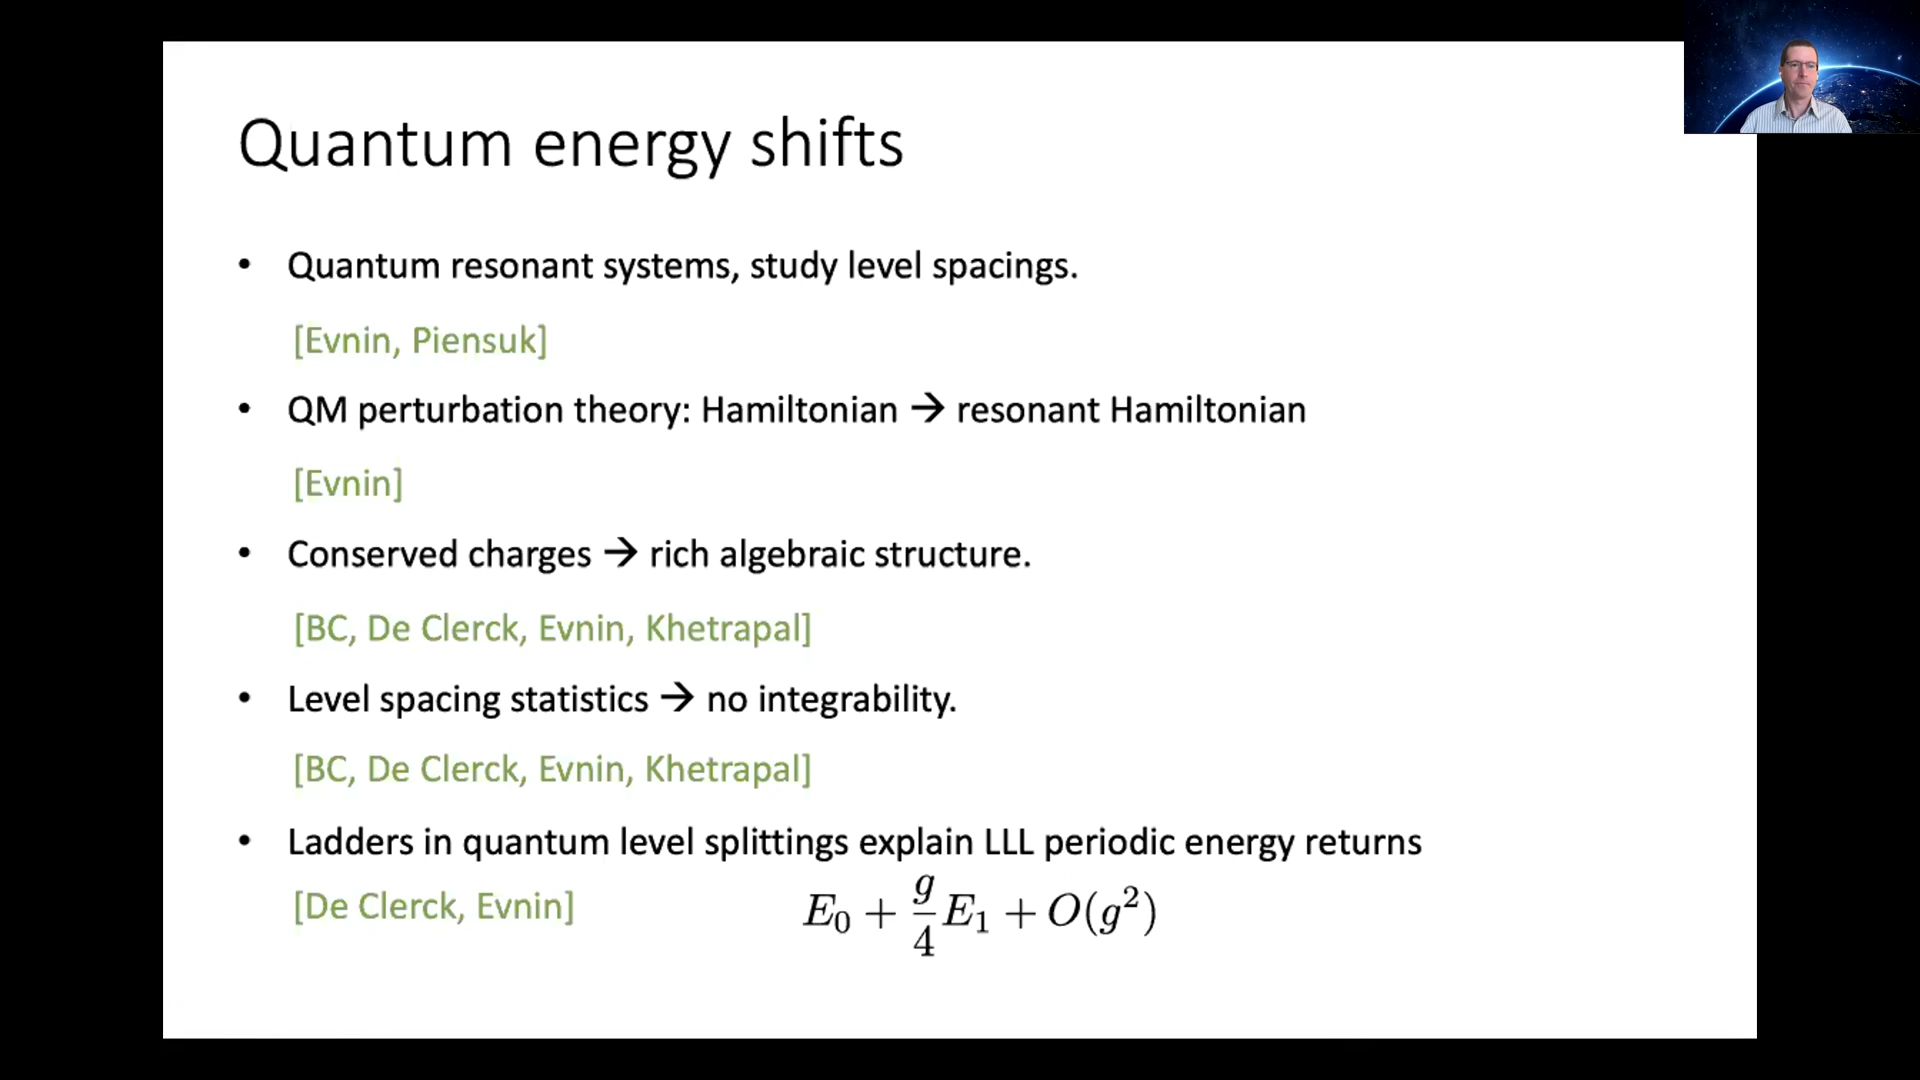 Quantum energy shifts
• Quantum resonant systems, study level spacings.
[Evnin, Piensuk]
• QM perturbation theory: Hamiltonian → resonant Hamiltonian
[Evnin]
• Conserved charges → rich algebraic structure.
[BC, De Clerck, Evnin, Khetrapal]
• Level spacing statistics → no integrability.
[BC, De Clerck, Evnin, Khetrapal]
• Ladders in quantum level splittings explain LLL periodic energy returns
[De Clerck, Evnin] $E_0 + \frac{g}{4} E_1 + O(g^2)$